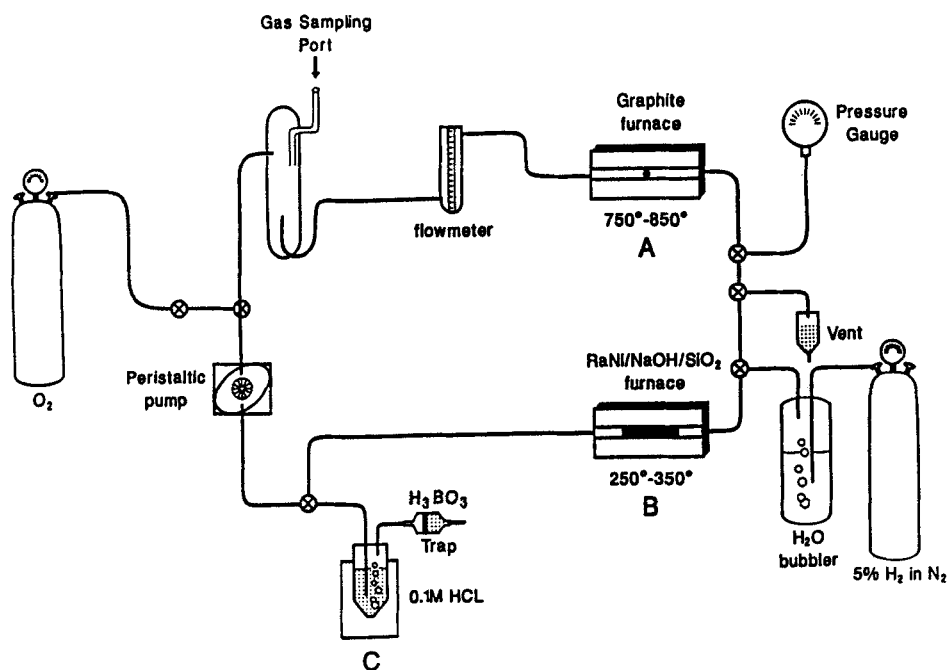 Gas Sampling
Port
Graphite
furnace
Pressure
Gauge
flowmeter
750°-850°
A
Vent
O₂
Peristaltic
pump
RaNi/NaOH/SiO₂
furnace
250°-350°
B
H₃BO₃
Trap
0.1M HCL
C
H₂O
bubbler
5% H₂ in N₂